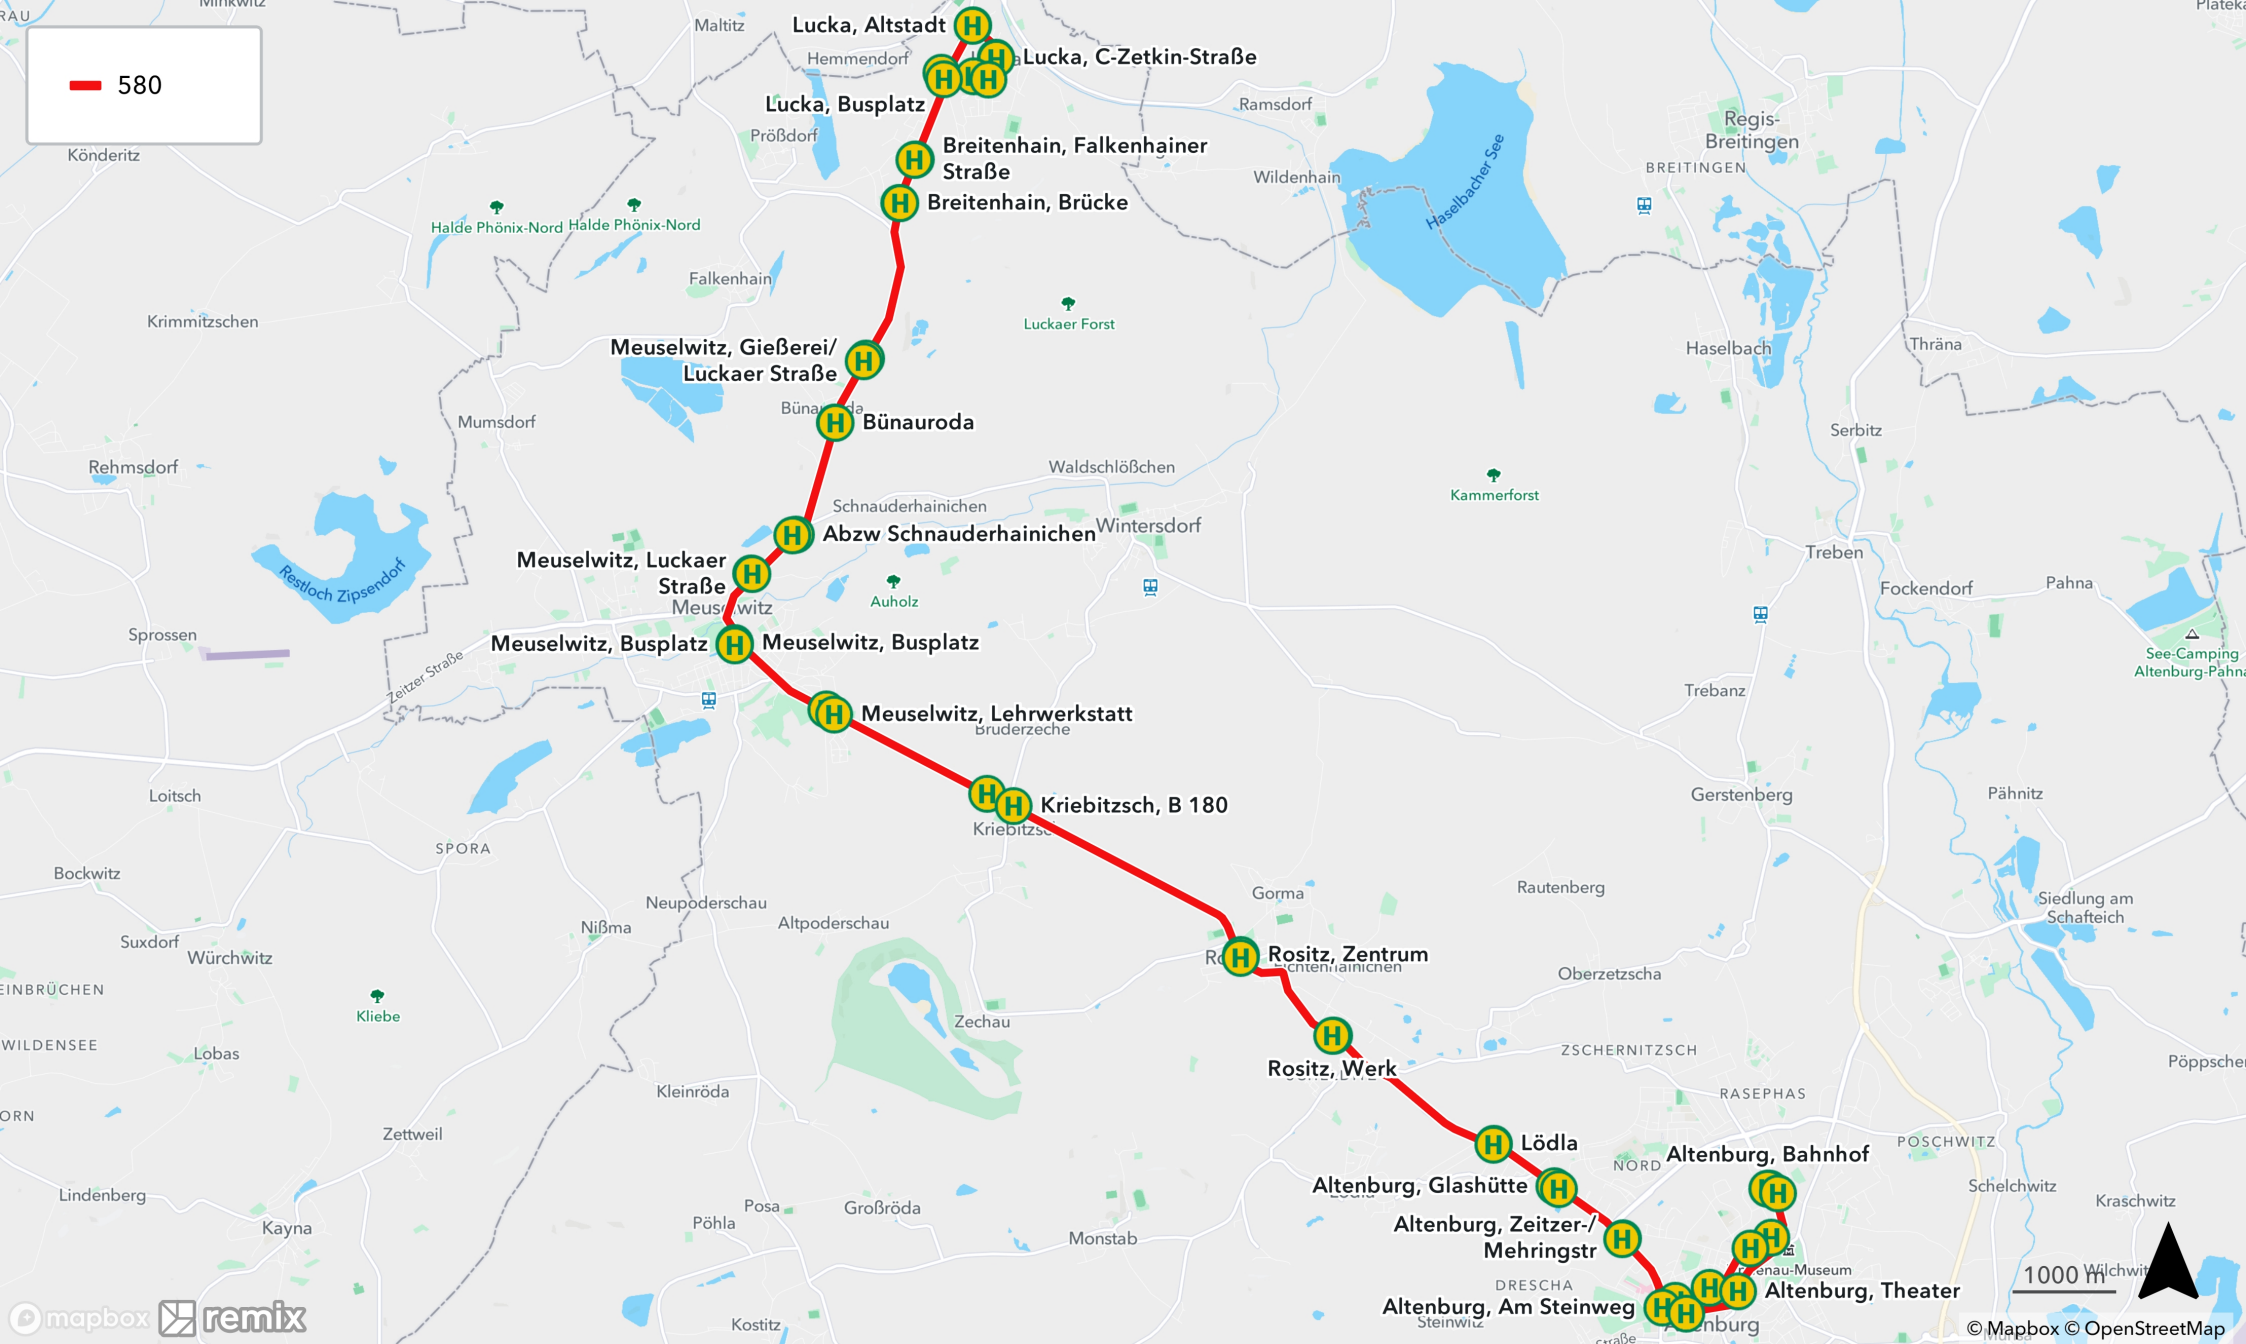 580
Minkwitz
Maltitz
Lucka, Altstadt
Hemmendorf
Lucka, C-Zetkin-Straße
Lucka, Busplatz
Ramsdorf
Regis-
Breitingen
Prößdorf
Könderitz
Breitenhain, Falkenhainer
Straße
BREITINGEN
Wildenhain
Breitenhain, Brücke
Haselbacher See
Halde Phönix-Nord
Halde Phönix-Nord
Falkenhain
Krimmitzschen
Luckaer Forst
Meuselwitz, Gießerei/
Luckaer Straße
Haselbach
Thräna
Bünauroda
Mumsdorf
Serbitz
Rehmsdorf
Waldschlößchen
Kammerforst
Schnauderhainichen
Wintersdorf
Abzw Schnauderhainichen
Treben
Meuselwitz, Luckaer
Straße
Restloch Zipsendorf
Auholz
Fockendorf
Pahna
Meuselwitz
Sprossen
Meuselwitz, Busplatz
Meuselwitz, Busplatz
See-Camping
Altenburg-Pahna
Zeitzer Straße
Trebanz
Meuselwitz, Lehrwerkstatt
Bruderzeche
Loitsch
Gerstenberg
Pähnitz
Kriebitzsch, B 180
SPORA
Bockwitz
Rautenberg
Gorma
Siedlung am
Schafteich
Neupoderschau
Altpoderschau
Nißma
Suxdorf
Würchwitz
Rositz, Zentrum
Fichtenhainichen
Oberzetzscha
Kliebe
Zechau
WILDENSEE
Lobas
ZSCHERNITZSCH
Rositz, Werk
Kleinröda
RASEPHAS
Zettweil
Lödla
POSCHWITZ
Altenburg, Bahnhof
NORD
Altenburg, Glashütte
Schelchwitz
Lindenberg
Kraschwitz
Posa
Großröda
Pöhla
Kayna
Altenburg, Zeitzer-/
Mehringstr
Monstab
DRESCHA
1000 m
Altenburg, Theater
Altenburg, Am Steinweg
Steinwitz
Altenburg
Kostitz
Straße
mapbox
remix
© Mapbox © OpenStreetMap